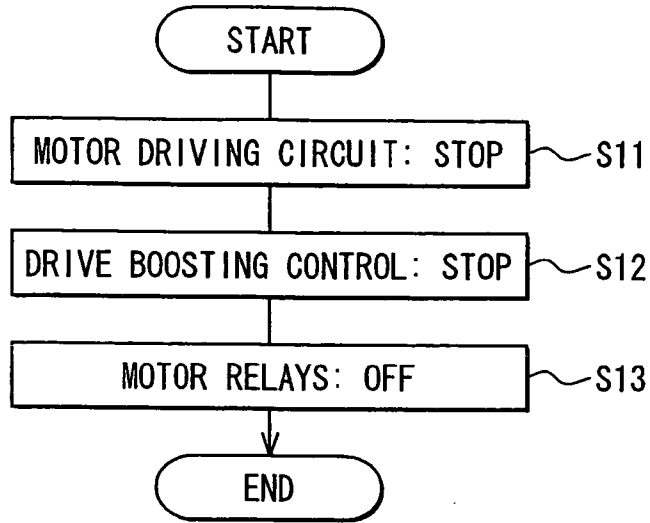 START
MOTOR DRIVING CIRCUIT: STOP S11
DRIVE BOOSTING CONTROL: STOP S12
MOTOR RELAYS: OFF S13
END